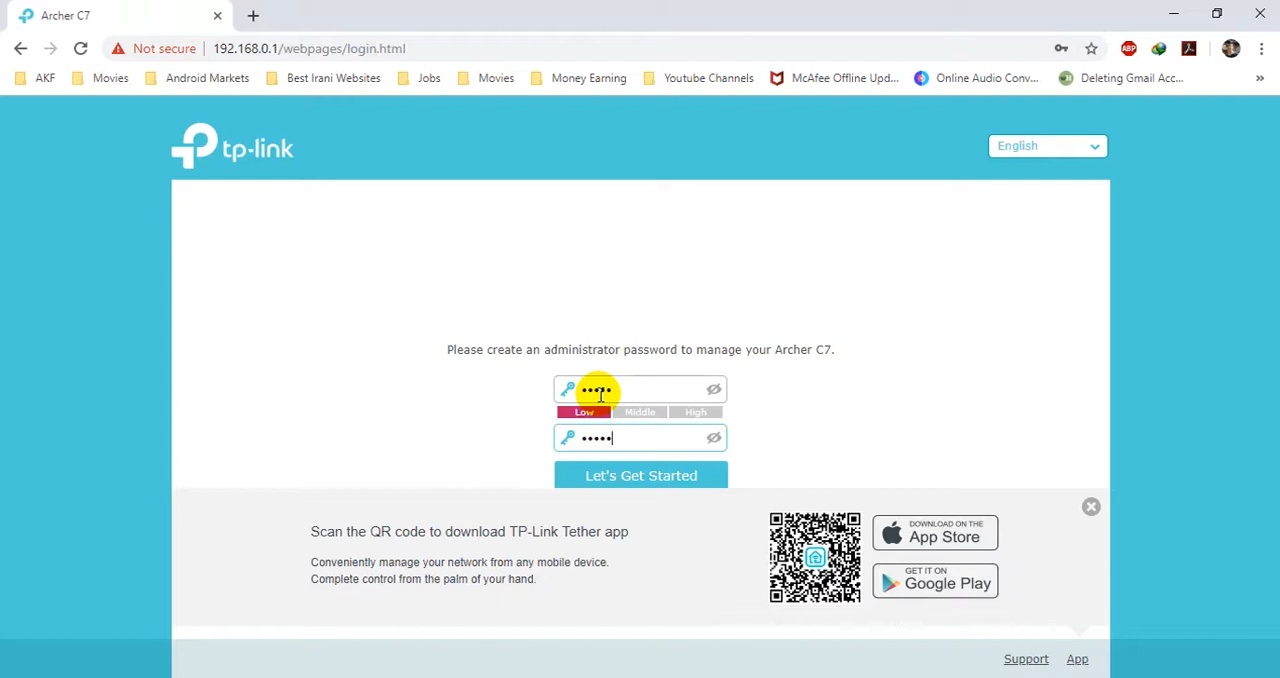 Archer C7
Not secure 192.168.0.1/webpages/login.html
ABP
AKF Movies Android Markets Best Irani Websites Jobs Movies Money Earning Youtube Channels McAfee Offline Upd... Online Audio Conv... Deleting Gmail Acc... »
tp-link
English
Please create an administrator password to manage your Archer C7.
•••••
Low Middle High
•••••
Let's Get Started
Scan the QR code to download TP-Link Tether app
Conveniently manage your network from any mobile device.
Complete control from the palm of your hand.
DOWNLOAD ON THE
App Store
GET IT ON
Google Play
Support App